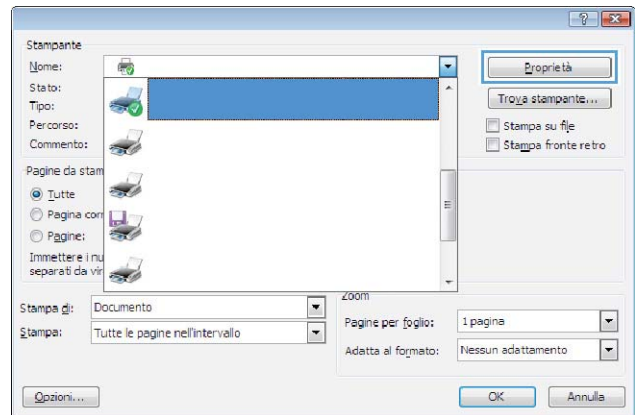 Stampante
Nome:
Proprietà
Stato:
Tipo:
Trova stampante...
Percorso:
Stampa su file
Commento:
Stampa fronte retro
Pagine da stam
Tutte
Pagina corr
Pagine:
Immettere i nu
separati da vir
Zoom
Stampa di:
Documento
Pagine per foglio:
1 pagina
Stampa:
Tutte le pagine nell'intervallo
Adatta al formato:
Nessun adattamento
Opzioni...
OK
Annulla